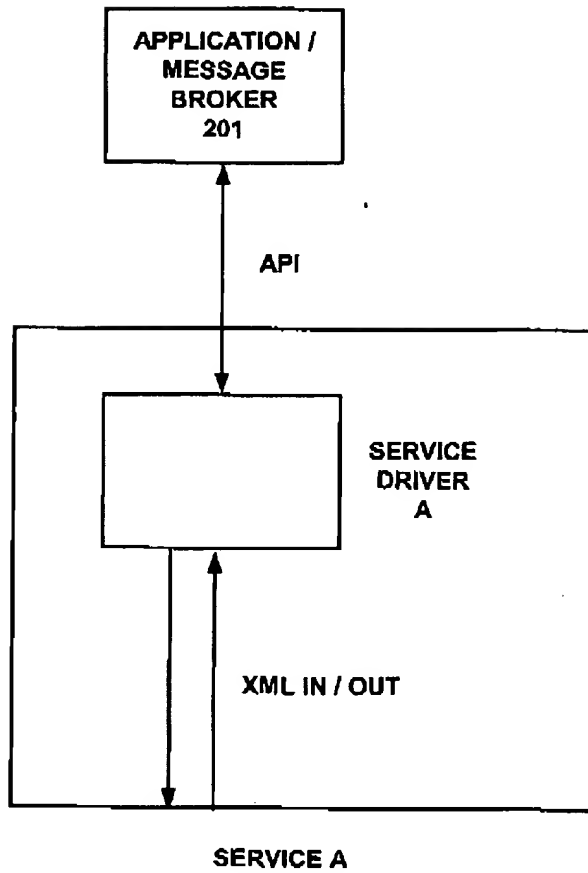 APPLICATION /
MESSAGE
BROKER
201
API
SERVICE
DRIVER
A
XML IN / OUT
SERVICE A